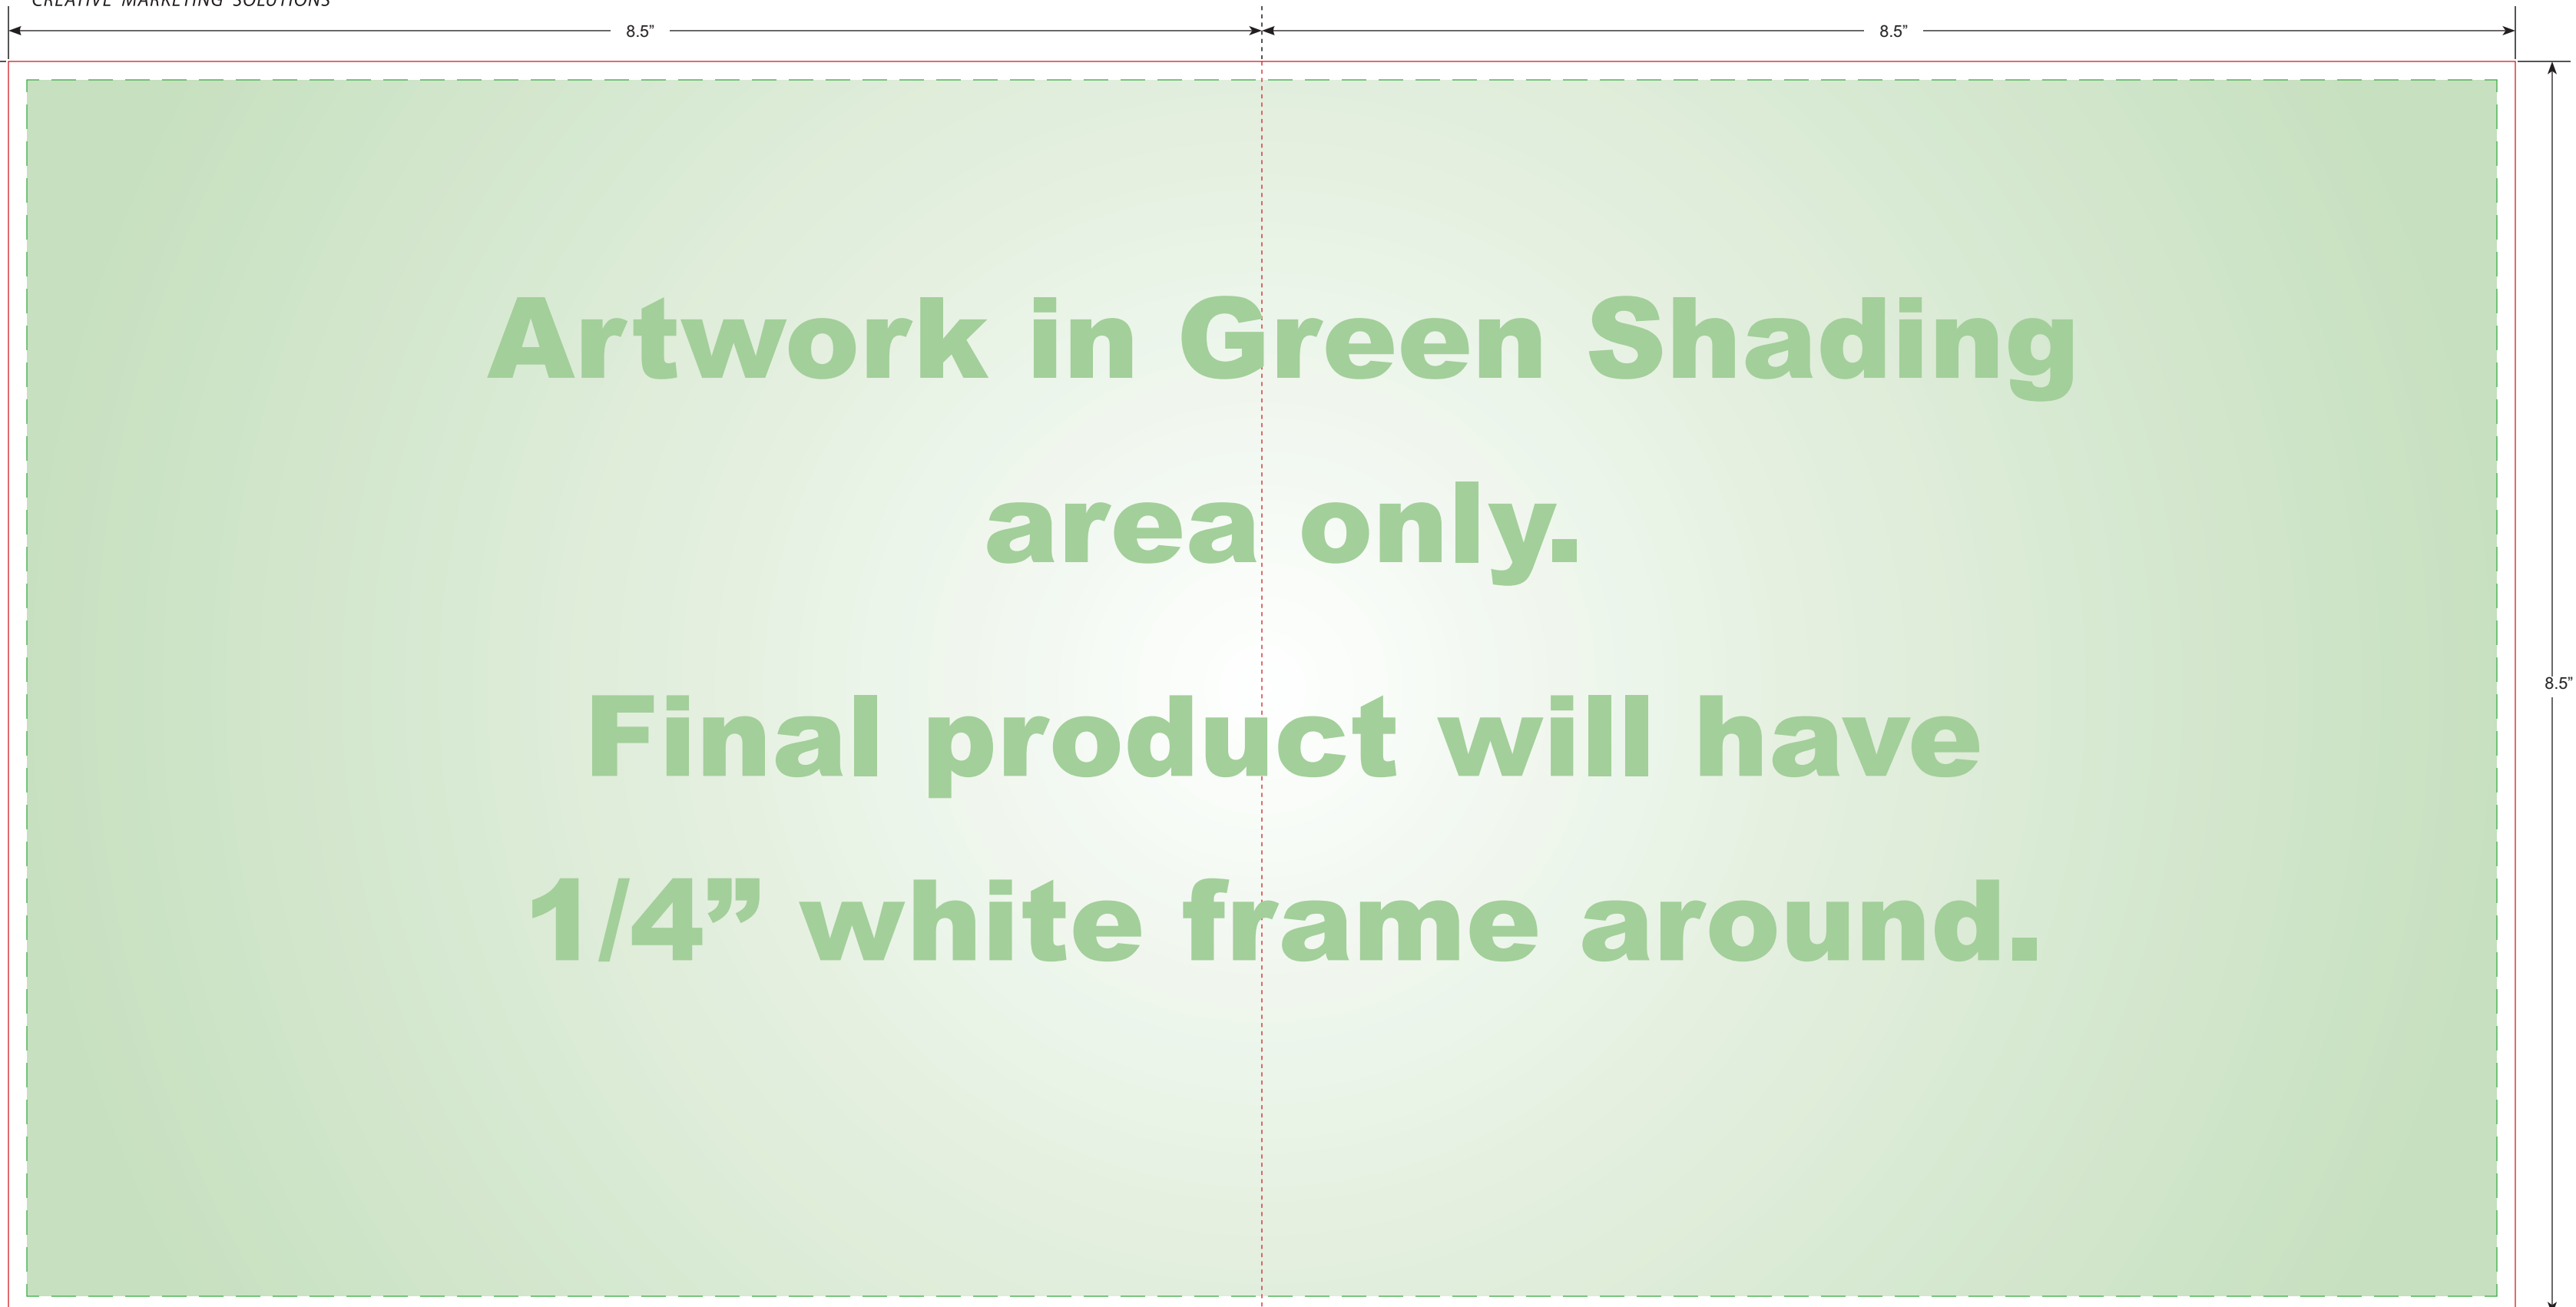 CREATIVE MARKETING SOLUTIONS
8.5” 8.5”
Artwork in Green Shading
area only.
8.5”
Final product will have
1/4” white frame around.